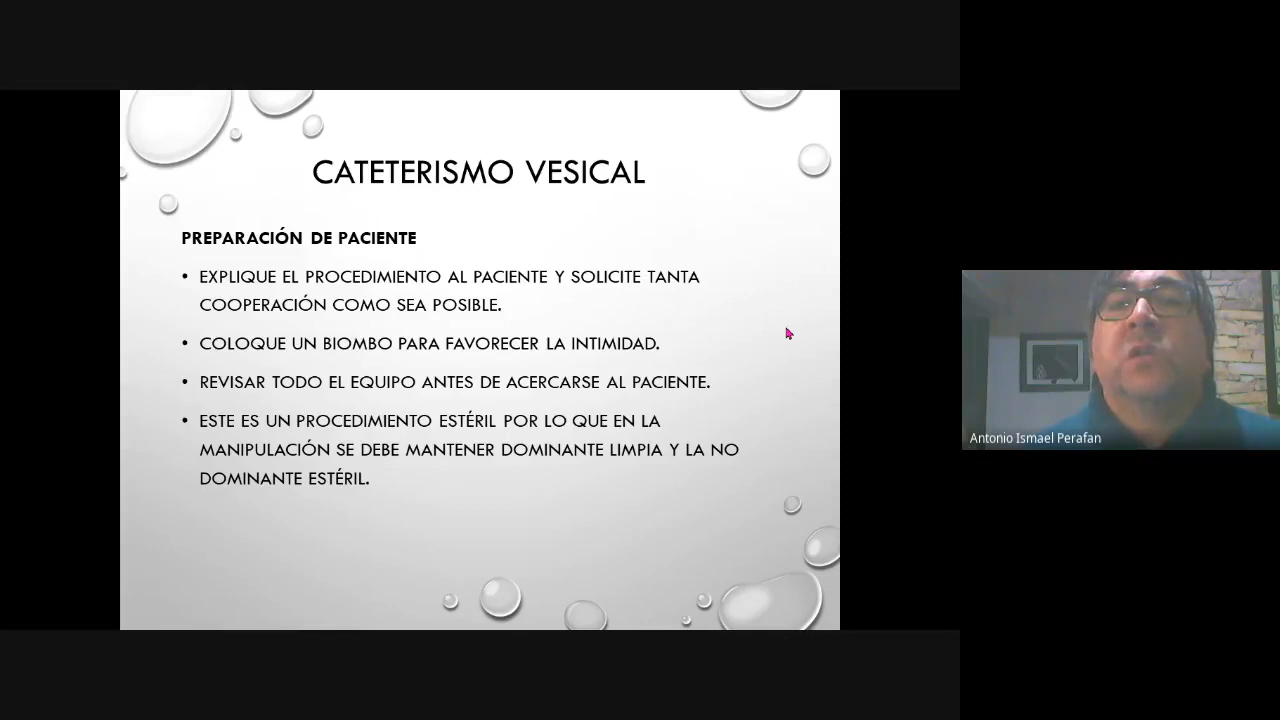 CATETERISMO VESICAL
PREPARACIÓN DE PACIENTE
• EXPLIQUE EL PROCEDIMIENTO AL PACIENTE Y SOLICITE TANTA
COOPERACIÓN COMO SEA POSIBLE.
• COLOQUE UN BIOMBO PARA FAVORECER LA INTIMIDAD.
• REVISAR TODO EL EQUIPO ANTES DE ACERCARSE AL PACIENTE.
• ESTE ES UN PROCEDIMIENTO ESTÉRIL POR LO QUE EN LA
MANIPULACIÓN SE DEBE MANTENER DOMINANTE LIMPIA Y LA NO
DOMINANTE ESTÉRIL.
Antonio Ismael Perafan